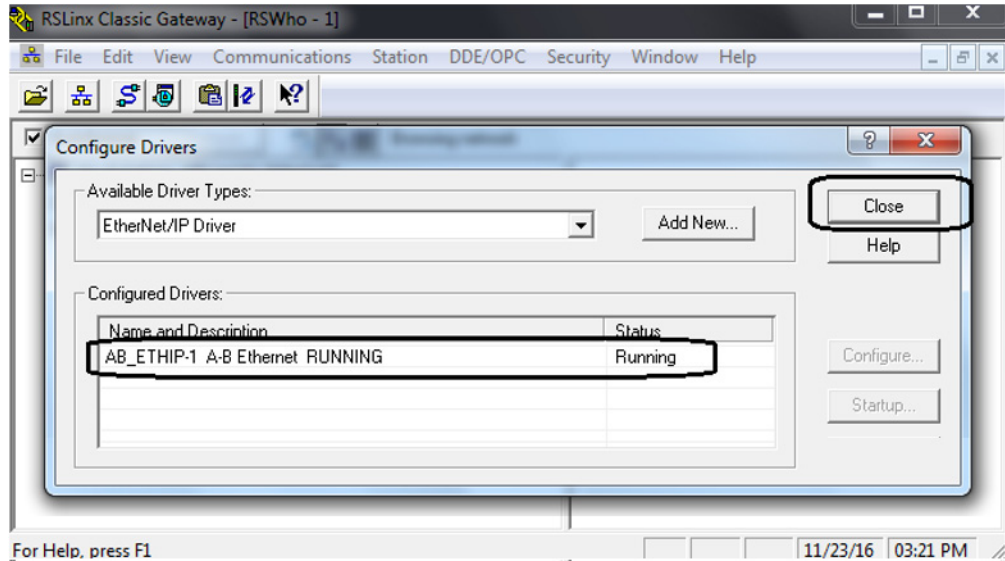 RSLinx Classic Gateway - [RSWho - 1]
File Edit View Communications Station DDE/OPC Security Window Help
Configure Drivers
Available Driver Types:
EtherNet/IP Driver
Add New...
Close
Help
Configured Drivers:
Name and Description Status
AB_ETHIP-1 A-B Ethernet RUNNING Running
Configure...
Startup...
For Help, press F1
11/23/16 03:21 PM